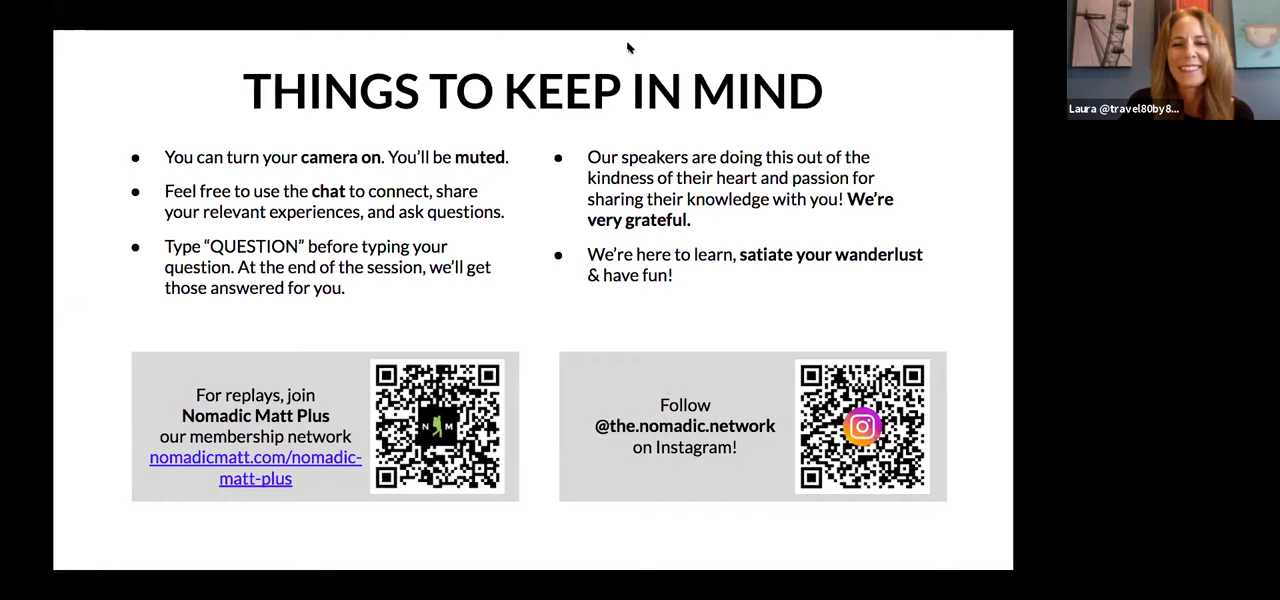 THINGS TO KEEP IN MIND
● You can turn your camera on. You’ll be muted.
● Feel free to use the chat to connect, share
your relevant experiences, and ask questions.
● Type “QUESTION” before typing your
question. At the end of the session, we’ll get
those answered for you.
● Our speakers are doing this out of the
kindness of their heart and passion for
sharing their knowledge with you! We’re
very grateful.
● We’re here to learn, satiate your wanderlust
& have fun!
For replays, join
Nomadic Matt Plus
our membership network
nomadicmatt.com/nomadic-
matt-plus
N M
Follow
@the.nomadic.network
on Instagram!
Laura @travel80by8...